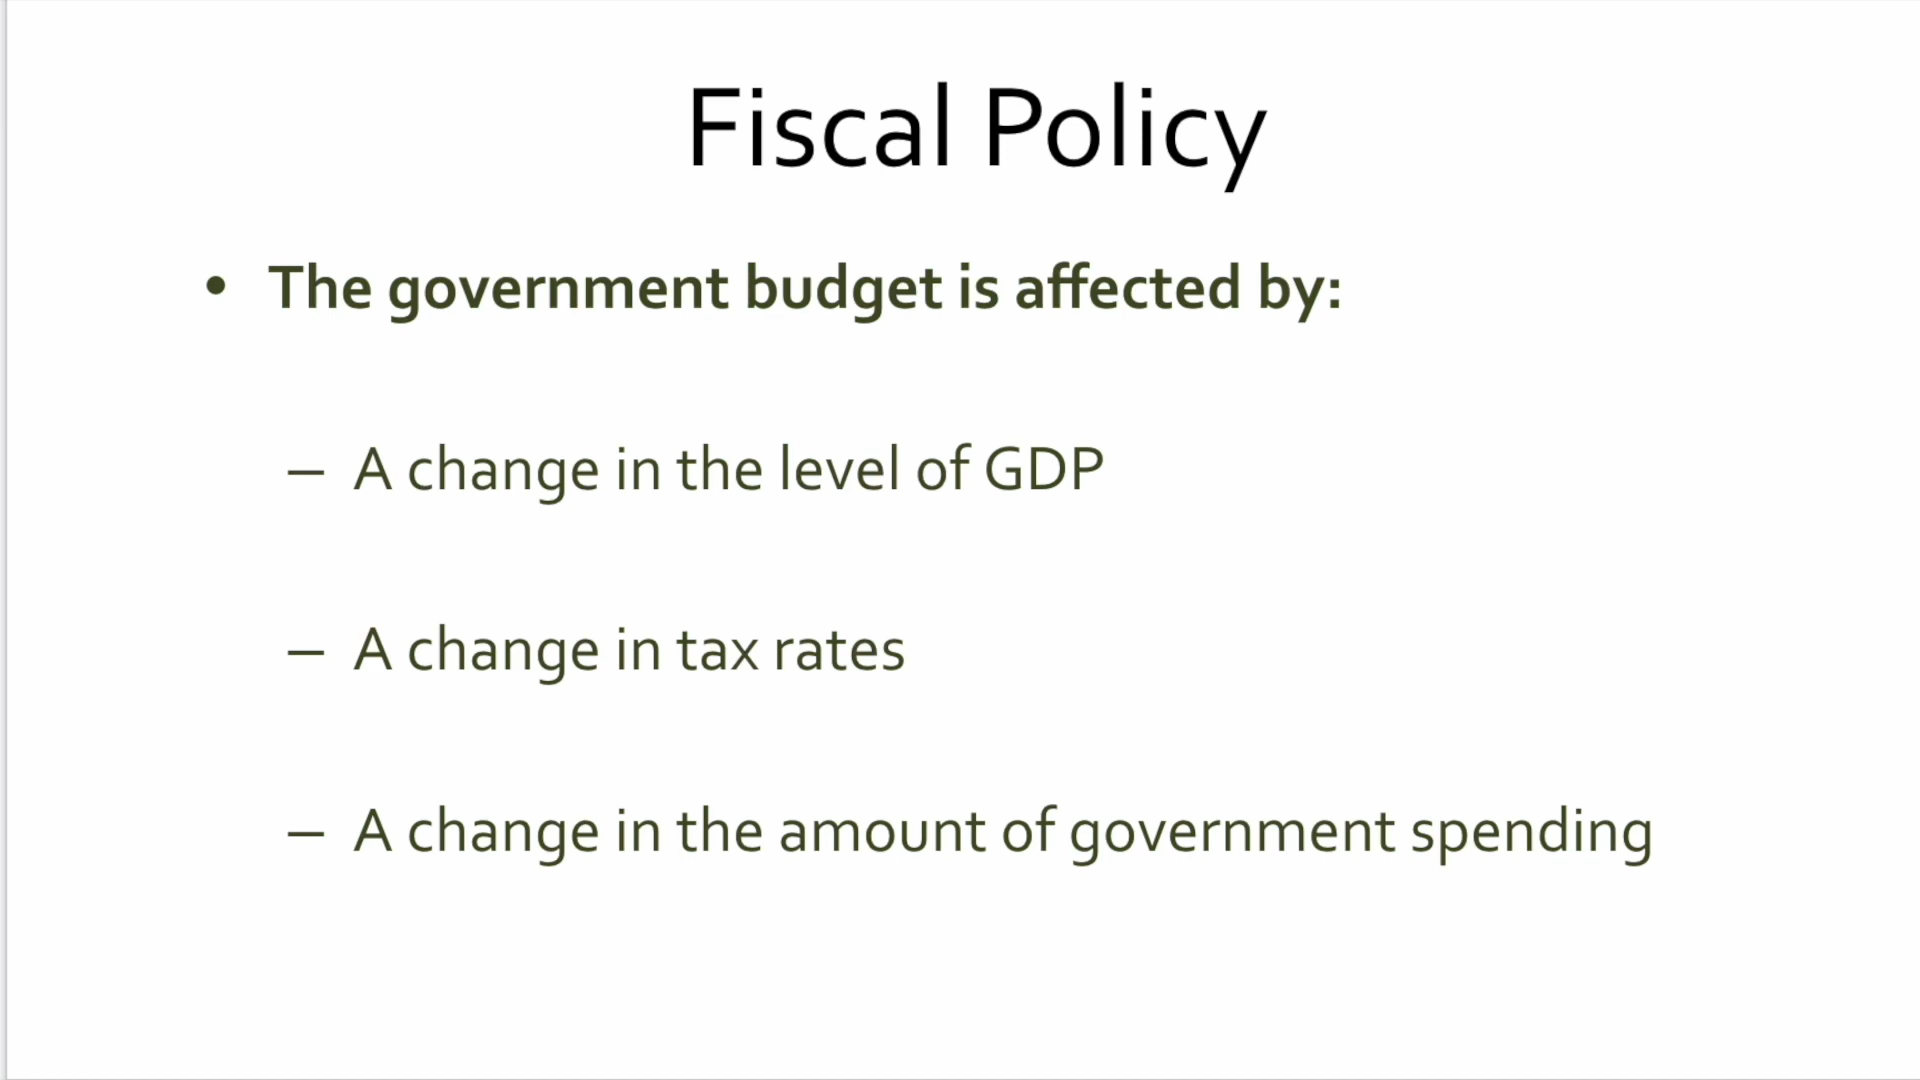 Fiscal Policy
• The government budget is affected by:
– A change in the level of GDP
– A change in tax rates
– A change in the amount of government spending